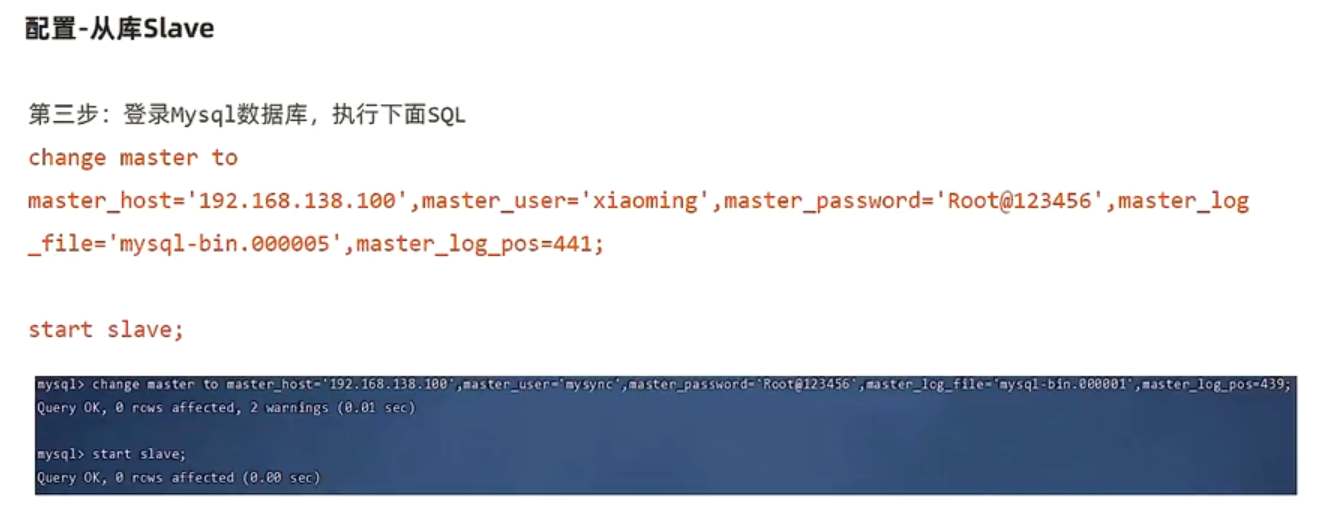 配置-从库Slave
第三步：登录Mysql数据库，执行下面SQL
change master to
master_host='192.168.138.100',master_user='xiaoming',master_password='Root@123456',master_log
_file='mysql-bin.000005',master_log_pos=441;
start slave;
mysql> change master to master_host='192.168.138.100',master_user='mysync',master_password='Root@123456',master_log_file='mysql-bin.000001',master_log_pos=439;
Query OK, 0 rows affected, 2 warnings (0.01 sec)
mysql> start slave;
Query OK, 0 rows affected (0.00 sec)